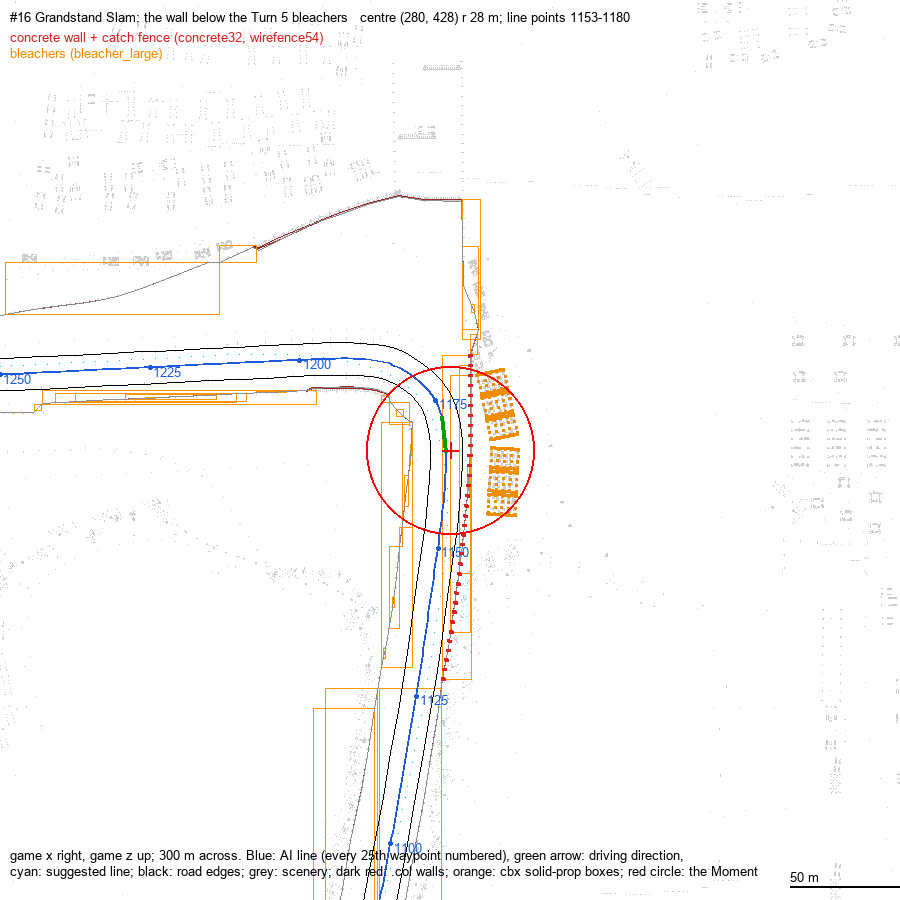 #16 Grandstand Slam; the wall below the Turn 5 bleachers   centre (280, 428) r 28 m; line points 1153-1180
concrete wall + catch fence (concrete32, wirefence54)
bleachers (bleacher_large)
1200
1225
1250
1175
1150
1125
1100
game x right, game z up; 300 m across. Blue: AI line (every 25th waypoint numbered), green arrow: driving direction,
cyan: suggested line; black: road edges; grey: scenery; dark red: .col walls; orange: cbx solid-prop boxes; red circle: the Moment
50 m